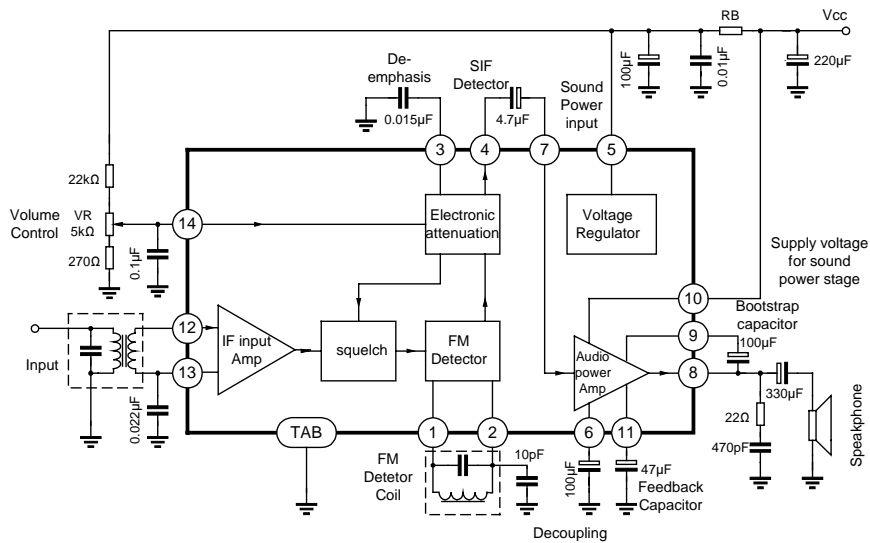 RB
Vcc
100µF
0.01µF
220µF
De-
emphasis
0.015µF
SIF
Detector
4.7µF
Sound
Power
input
3
4
7
5
22kΩ
Volume
Control
VR
5kΩ
270Ω
0.1µF
14
Electronic
attenuation
Voltage
Regulator
Supply voltage
for sound
power stage
10
Bootstrap
capacitor
100µF
9
Input
12
13
0.022µF
IF input
Amp
squelch
FM
Detector
Audio
power
Amp
8
330µF
22Ω
470pF
Speakphone
TAB
1
2
6
11
FM
Detetor
Coil
10pF
100µF
47µF
Feedback
Capacitor
Decoupling